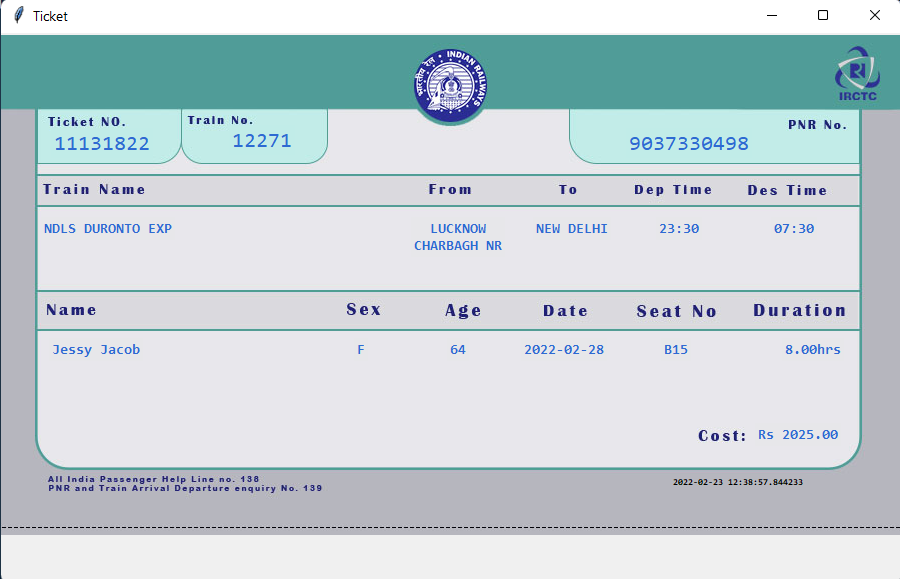 Ticket
भारतीय रेल • INDIAN RAILWAYS
IRCTC
Ticket NO. Train No. PNR No.
11131822 12271 9037330498
Train Name From To Dep Time Des Time
NDLS DURONTO EXP LUCKNOW NEW DELHI 23:30 07:30
CHARBAGH NR
Name Sex Age Date Seat No Duration
Jessy Jacob F 64 2022-02-28 B15 8.00hrs
Cost: Rs 2025.00
All India Passenger Help Line no. 138
PNR and Train Arrival Departure enquiry No. 139
2022-02-23 12:38:57.844233